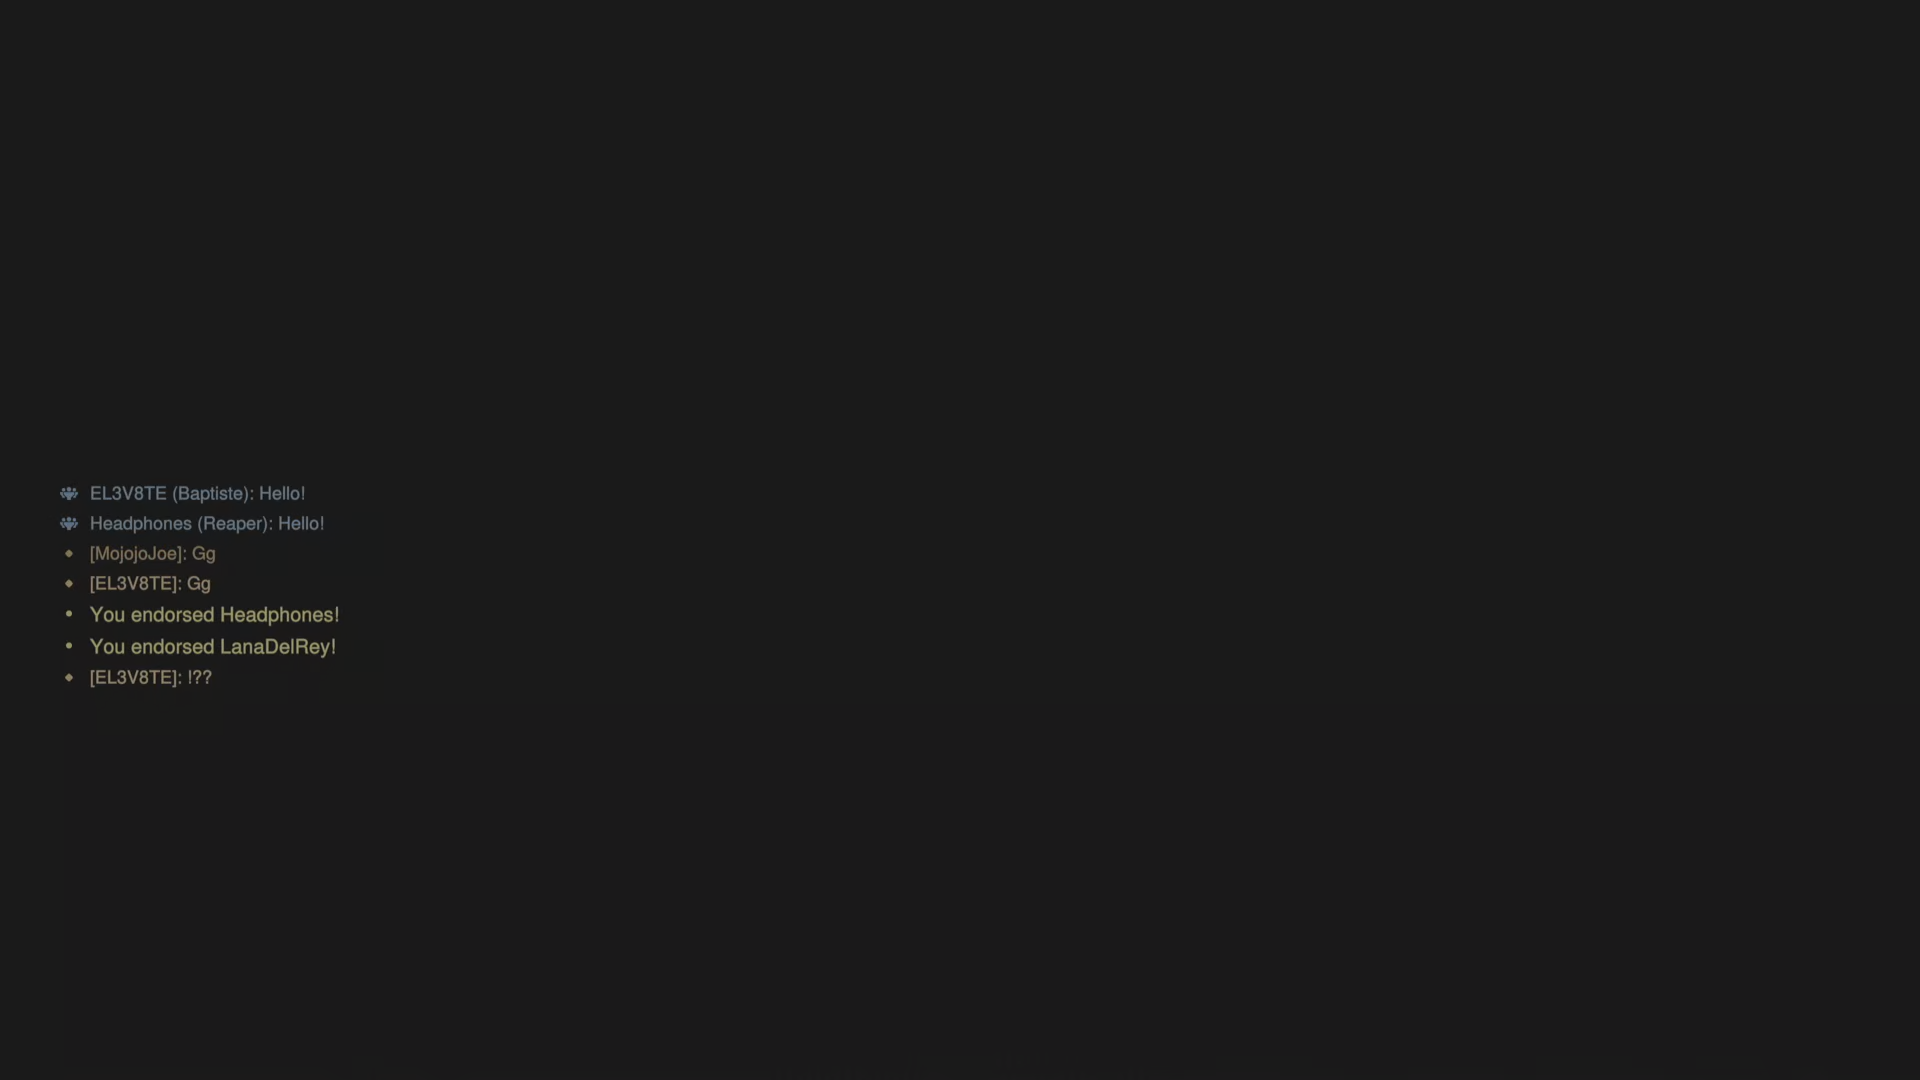 EL3V8TE (Baptiste): Hello!
Headphones (Reaper): Hello!
[MojojoJoe]: Gg
[EL3V8TE]: Gg
You endorsed Headphones!
You endorsed LanaDelRey!
[EL3V8TE]: !??